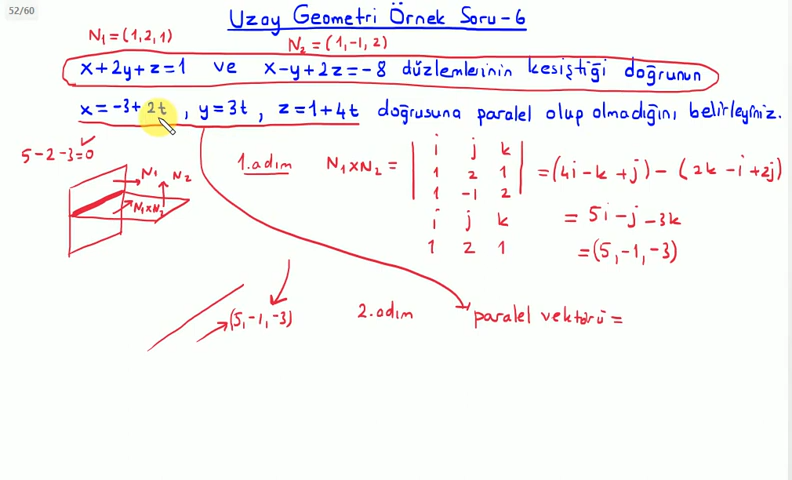 52/60
Uzay Geometri Örnek Soru-6
N₁=(1,2,1)
N₂=(1,-1,2)
x+2y+z=1 ve x-y+2z=-8 düzlemlerinin kesiştiği doğrunun
x=-3+2t, y=3t, z=1+4t doğrusuna paralel olup olmadığını belirleyiniz.
5-2-3=0 ✓
N₁
N₂
N₁xN₂
1.adım N₁xN₂ = | i j k |
| 1 2 1 | =(4i-k+j)-(2k-i+2j)
| 1 -1 2 |
i j k = 5i-j-3k
1 2 1 =(5,-1,-3)
(5,-1,-3)
2.adım paralel vektörü=